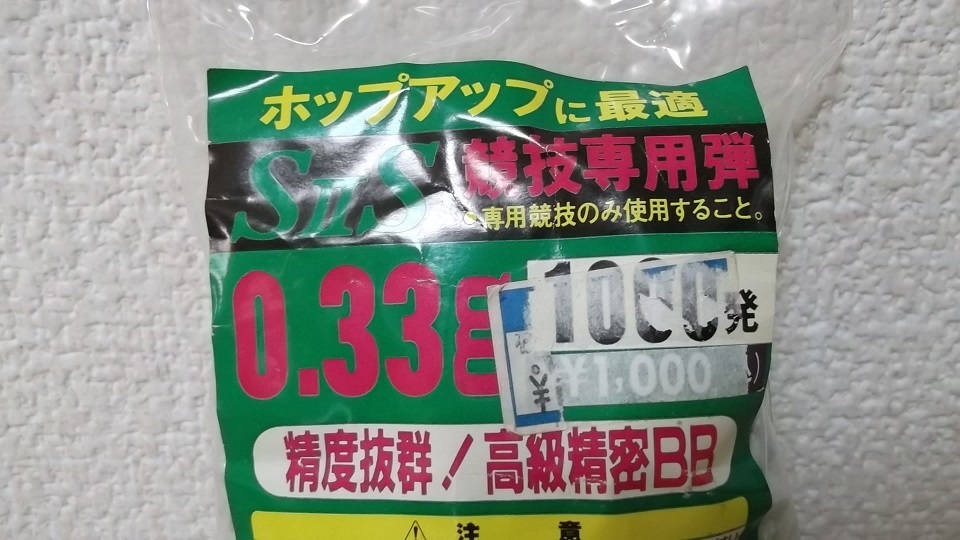 ホップアップに最適
SIIS 競技専用弾
・専用競技のみ使用すること。
0.33g 1000発
¥1,000
精度抜群！高級精密BB
注意